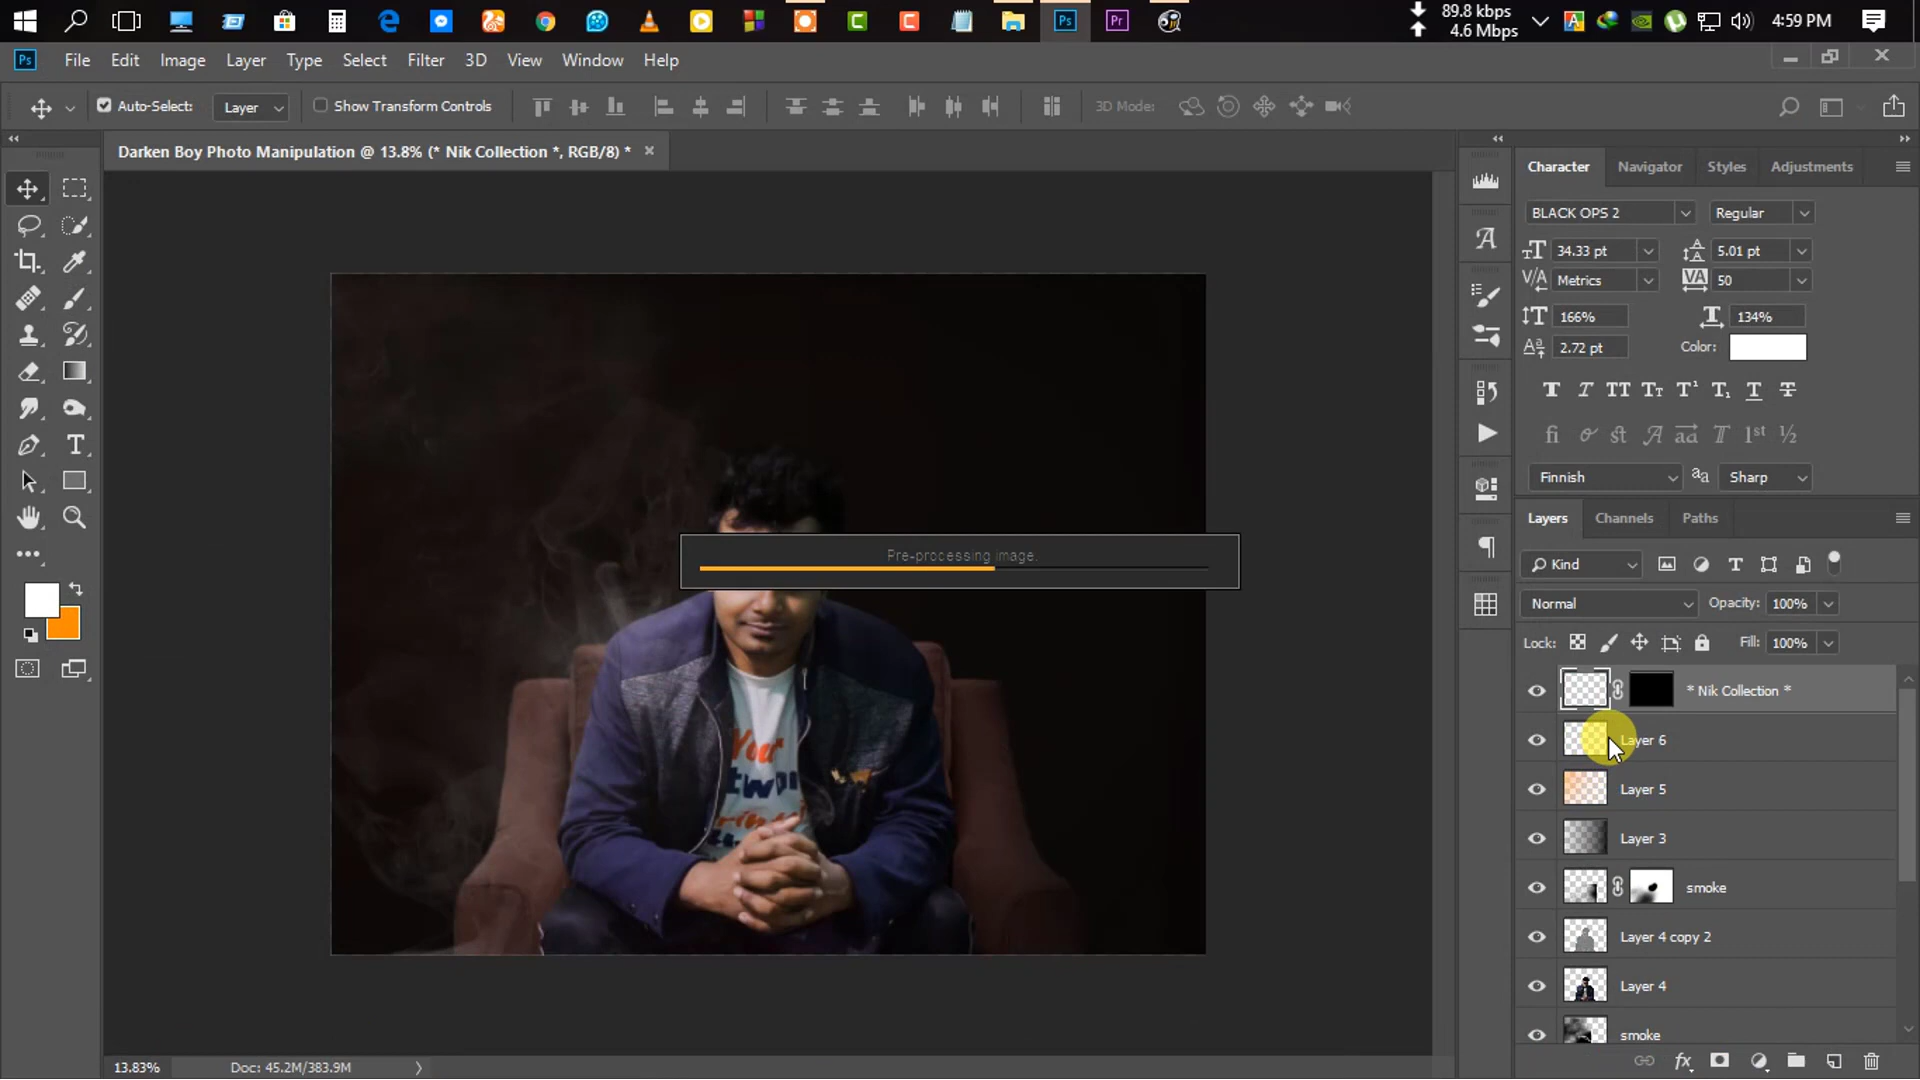 89.8 kbps
4.6 Mbps
4:59 PM
Ps
File Edit Image Layer Type Select Filter 3D View Window Help
Auto-Select: Layer Show Transform Controls 3D Mode:
Darken Boy Photo Manipulation @ 13.8% (* Nik Collection *, RGB/8) *
Character Navigator Styles Adjustments
BLACK OPS 2 Regular
34.33 pt 5.01 pt
Metrics 50
166% 134%
2.72 pt Color:
Finnish Sharp
Layers Channels Paths
Kind
Normal Opacity: 100%
Lock: Fill: 100%
* Nik Collection *
Layer 6
Layer 5
Layer 3
smoke
Layer 4 copy 2
Layer 4
smoke
Pre-processing image.
Your
13.83% Doc: 45.2M/383.9M